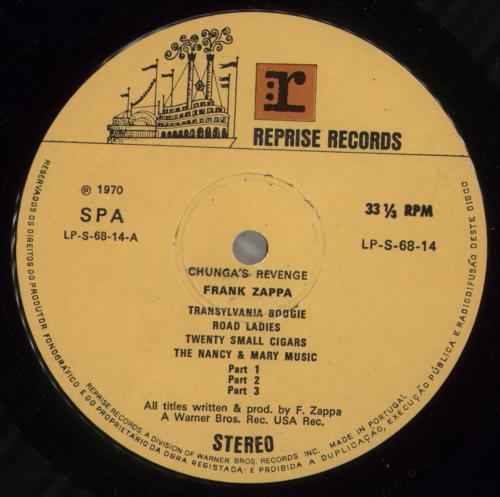 r
REPRISE RECORDS
℗ 1970
SPA
LP-S-68-14-A
33 1/3 RPM
LP-S-68-14
CHUNGA'S REVENGE
FRANK ZAPPA
TRANSYLVANIA BOOGIE
ROAD LADIES
TWENTY SMALL CIGARS
THE NANCY & MARY MUSIC
Part 1
Part 2
Part 3
All titles written & prod. by F. Zappa
A Warner Bros. Rec. USA Rec.
STEREO
RESERVADOS OS DIREITOS DO PRODUTOR FONOGRÁFICO E DO PROPRIETÁRIO DA OBRA REGISTADA - É PROIBIDA A DUPLICAÇÃO, EXECUÇÃO PÚBLICA E RADIODIFUSÃO DESTE DISCO
REPRISE RECORDS, A DIVISION OF WARNER BROS. RECORDS INC. MADE IN PORTUGAL